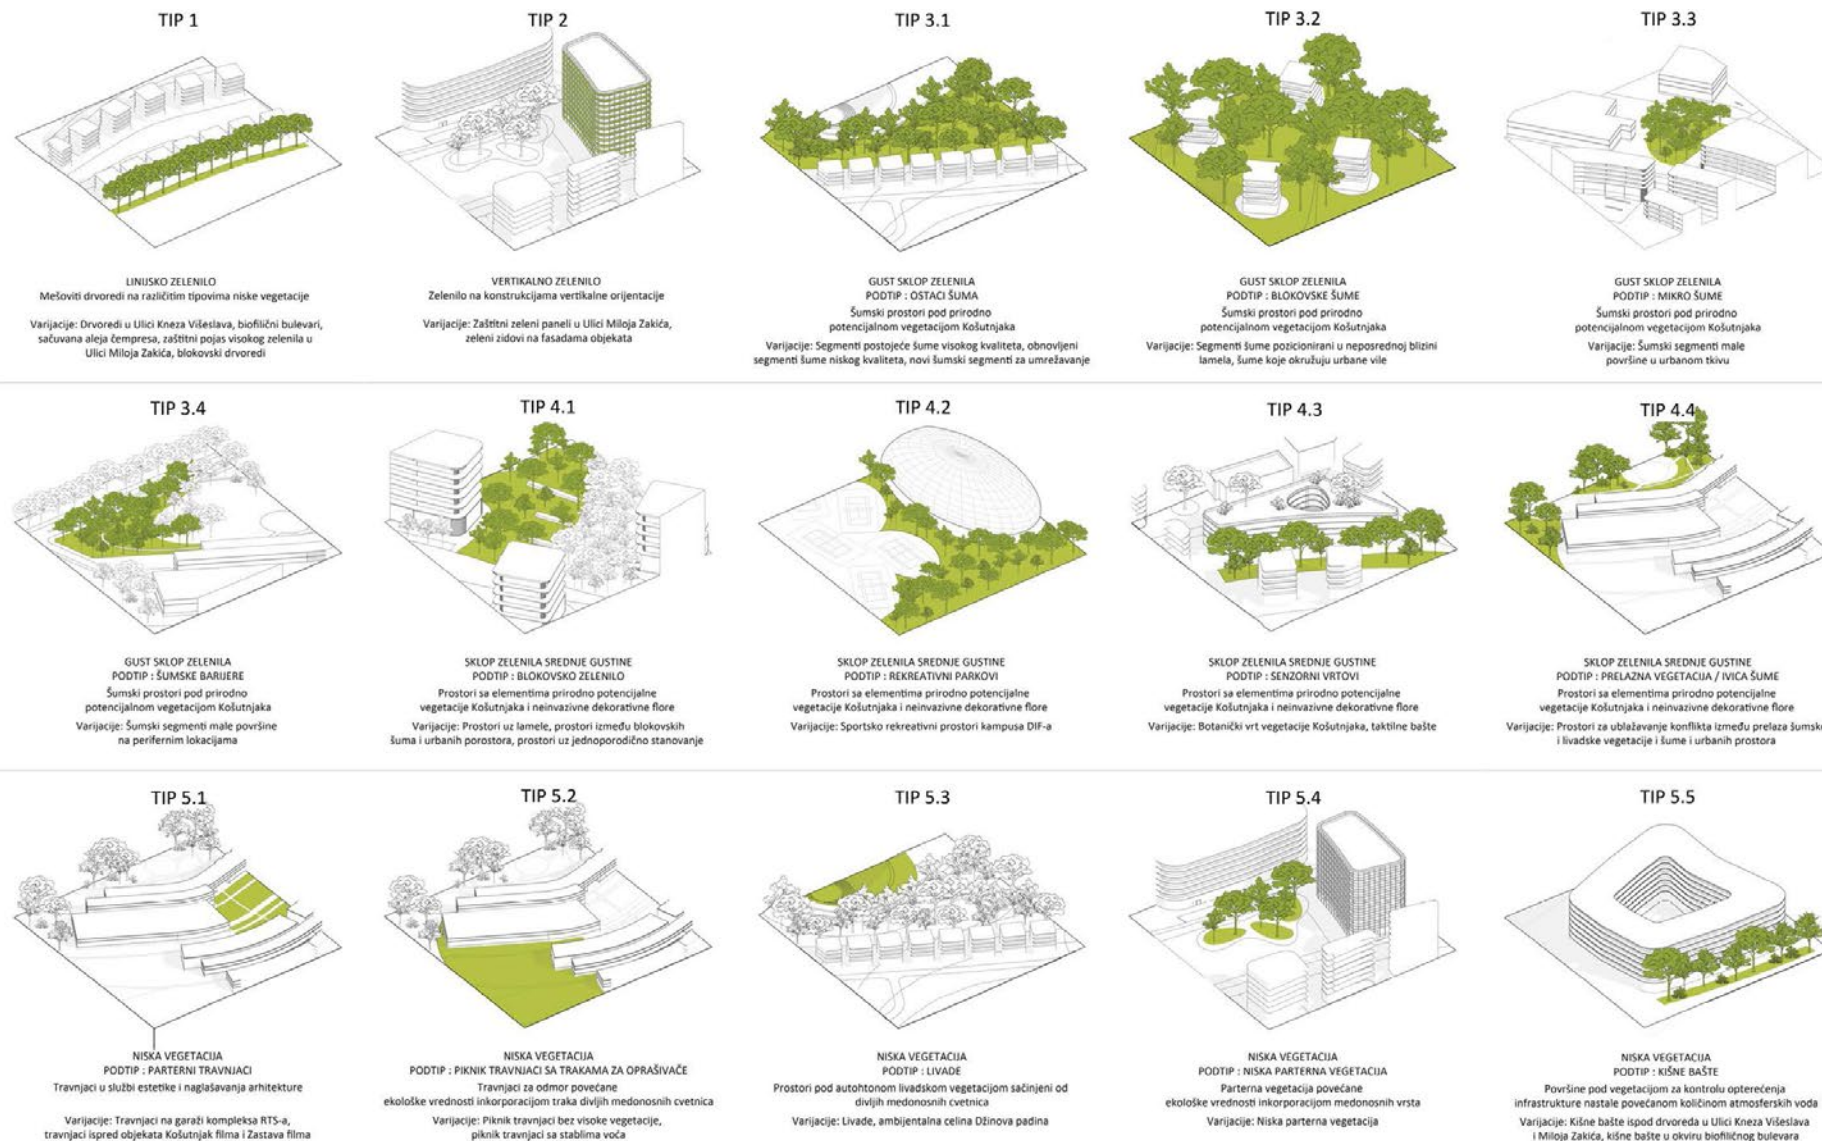 TIP 1
LINIJSKO ZELENILO
Mešoviti drvoredi na različitim tipovima niske vegetacije
Varijacije: Drvoredi u Ulici Kneza Višeslava, biofilični bulevari,
sačuvana aleja čempresa, zaštitni pojas visokog zelenila u
Ulici Miloja Zakića, blokovski drvoredi
TIP 2
VERTIKALNO ZELENILO
Zelenilo na konstrukcijama vertikalne orijentacije
Varijacije: Zaštitni zeleni paneli u Ulici Miloja Zakića,
zeleni zidovi na fasadama objekata
TIP 3.1
GUST SKLOP ZELENILA
PODTIP : OSTACI ŠUMA
Šumski prostori pod prirodno
potencijalnom vegetacijom Košutnjaka
Varijacije: Segmenti postojeće šume visokog kvaliteta, obnovljeni
segmenti šume niskog kvaliteta, novi šumski segmenti za umrežavanje
TIP 3.2
GUST SKLOP ZELENILA
PODTIP : BLOKOVSKE ŠUME
Šumski prostori pod prirodno
potencijalnom vegetacijom Košutnjaka
Varijacije: Segmenti šume pozicionirani u neposrednoj blizini
lamela, šume koje okružuju urbane vile
TIP 3.3
GUST SKLOP ZELENILA
PODTIP : MIKRO ŠUME
Šumski prostori pod prirodno
potencijalnom vegetacijom Košutnjaka
Varijacije: Šumski segmenti male
površine u urbanom tkivu
TIP 3.4
GUST SKLOP ZELENILA
PODTIP : ŠUMSKE BARIJERE
Šumski prostori pod prirodno
potencijalnom vegetacijom Košutnjaka
Varijacije: Šumski segmenti male površine
na perifernim lokacijama
TIP 4.1
SKLOP ZELENILA SREDNJE GUSTINE
PODTIP : BLOKOVSKO ZELENILO
Prostori sa elementima prirodno potencijalne
vegetacije Košutnjaka i neinvazivne dekorativne flore
Varijacije: Prostori uz lamele, prostori između blokovskih
šuma i urbanih porostora, prostori uz jednoporodično stanovanje
TIP 4.2
SKLOP ZELENILA SREDNJE GUSTINE
PODTIP : REKREATIVNI PARKOVI
Prostori sa elementima prirodno potencijalne
vegetacije Košutnjaka i neinvazivne dekorativne flore
Varijacije: Sportsko rekreativni prostori kampusa DIF-a
TIP 4.3
SKLOP ZELENILA SREDNJE GUSTINE
PODTIP : SENZORNI VRTOVI
Prostori sa elementima prirodno potencijalne
vegetacije Košutnjaka i neinvazivne dekorativne flore
Varijacije: Botanički vrt vegetacije Košutnjaka, taktilne bašte
TIP 4.4
SKLOP ZELENILA SREDNJE GUSTINE
PODTIP : PRELAZNA VEGETACIJA / IVICA ŠUME
Prostori sa elementima prirodno potencijalne
vegetacije Košutnjaka i neinvazivne dekorativne flore
Varijacije: Prostori za ublažavanje konflikta između prelaza šumske
i livadske vegetacije i šume i urbanih prostora
TIP 5.1
NISKA VEGETACIJA
PODTIP : PARTERNI TRAVNJACI
Travnjaci u službi estetike i naglašavanja arhitekture
Varijacije: Travnjaci na garaži kompleksa RTS-a,
travnjaci ispred objekata Košutnjak filma i Zastava filma
TIP 5.2
NISKA VEGETACIJA
PODTIP : PIKNIK TRAVNJACI SA TRAKAMA ZA OPRAŠIVAČE
Travnjaci za odmor povećane
ekološke vrednosti inkorporacijom traka divljih medonosnih cvetnica
Varijacije: Piknik travnjaci bez visoke vegetacije,
piknik travnjaci sa stablima voća
TIP 5.3
NISKA VEGETACIJA
PODTIP : LIVADE
Prostori pod autohtonom livadskom vegetacijom sačinjeni od
divljih medonosnih cvetnica
Varijacije: Livade, ambijentalna celina Džinova padina
TIP 5.4
NISKA VEGETACIJA
PODTIP : NISKA PARTERNA VEGETACIJA
Parterna vegetacija povećane
ekološke vrednosti inkorporacijom medonosnih vrsta
Varijacija: Niska parterna vegetacija
TIP 5.5
NISKA VEGETACIJA
PODTIP : KIŠNE BAŠTE
Površine pod vegetacijom za kontrolu opterećenja
infrastrukture nastale povećanom količinom atmosferskih voda
Varijacije: Kišne bašte ispod drvoreda u Ulici Kneza Višeslava
i Miloja Zakića, kišne bašte u okviru biofiličnog bulevara